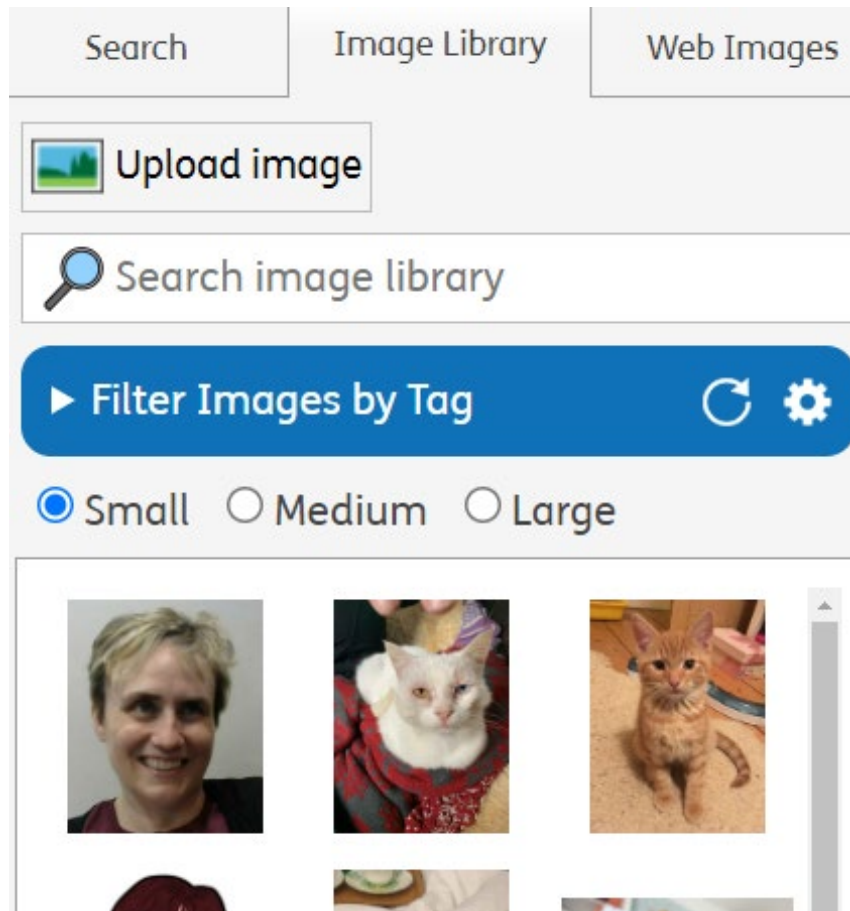 Search Image Library Web Images
Upload image
Search image library
Filter Images by Tag
Small Medium Large